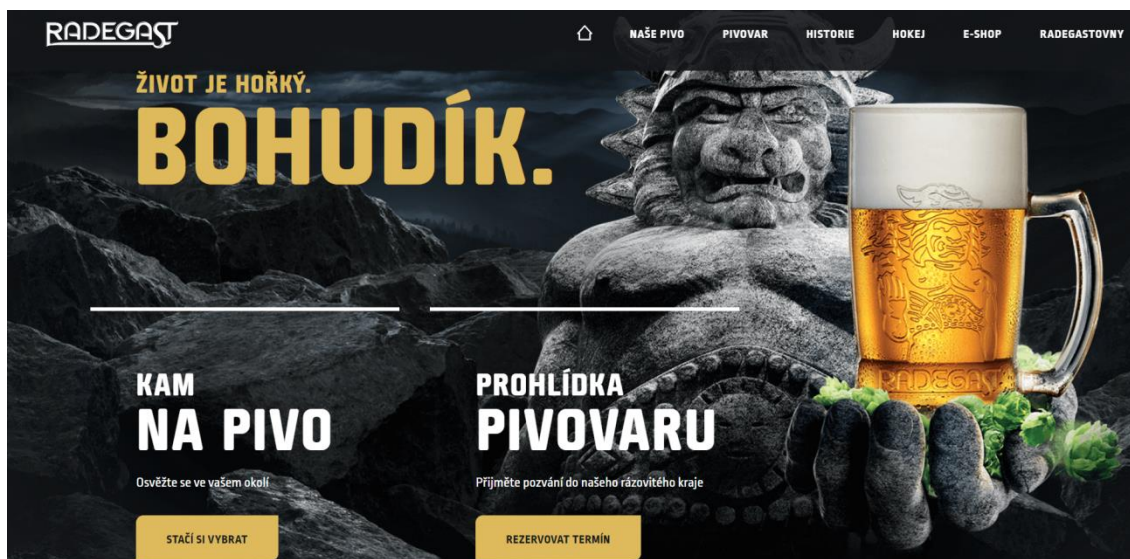 RADEGAST
NAŠE PIVO PIVOVAR HISTORIE HOKEJ E-SHOP RADEGASTOVNY
ŽIVOT JE HOŘKÝ.
BOHUDÍK.
RADEGAST
KAM
NA PIVO
Osvěžte se ve vašem okolí
STAČÍ SI VYBRAT
PROHLÍDKA
PIVOVARU
Přijměte pozvání do našeho rázovitého kraje
REZERVOVAT TERMÍN